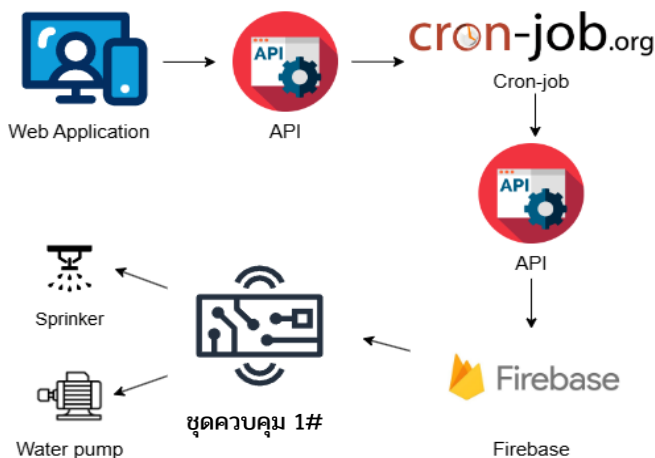 API
cron-job.org
Web Application
API
Cron-job
API
API
Sprinker
Firebase
ชุดควบคุม 1#
Water pump
Firebase